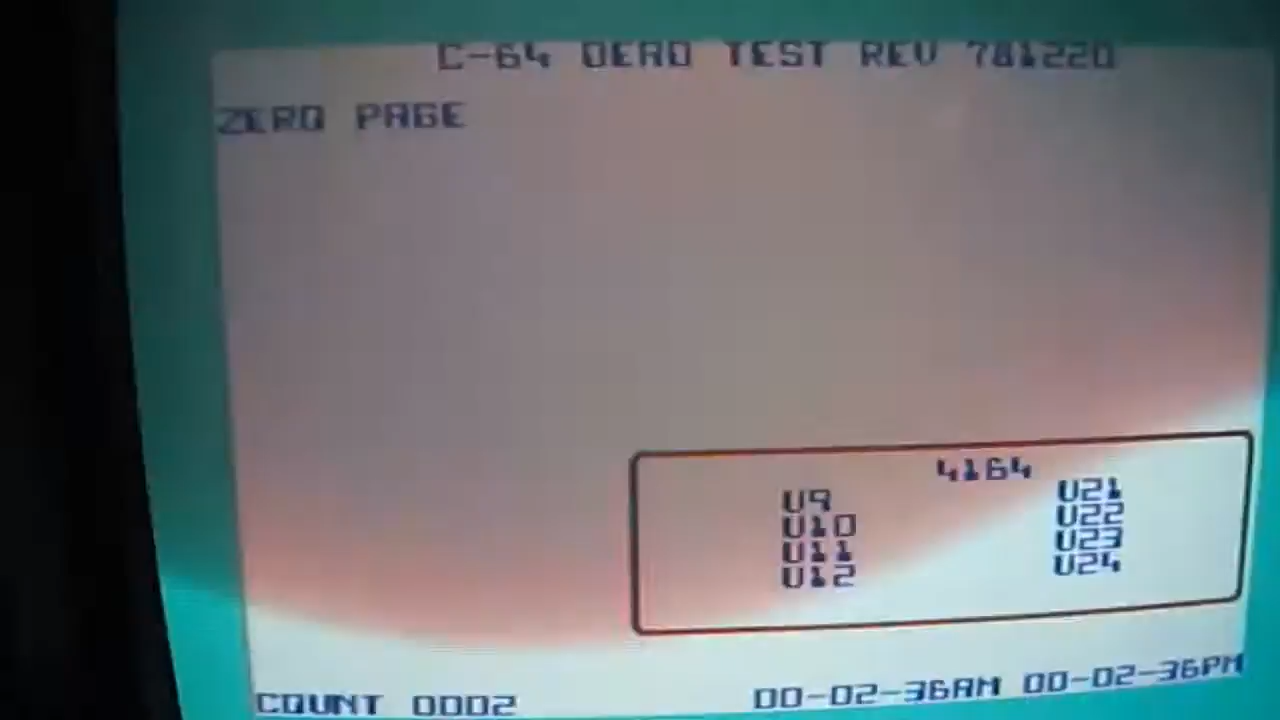 C-64 DEAD TEST REV 781220
ZERO PAGE
4164
U9 U21
U10 U22
U11 U23
U12 U24
COUNT 0002 00-02-36AM 00-02-36PM